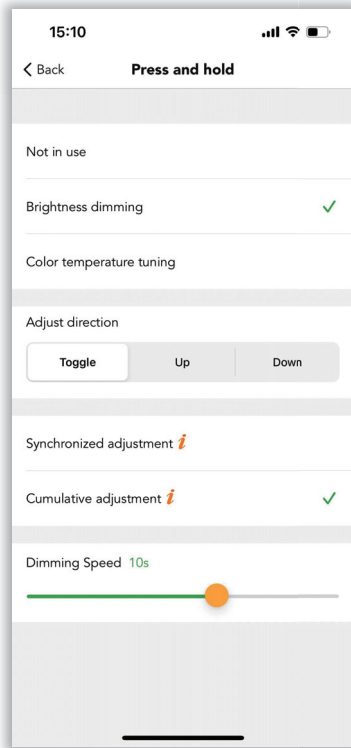 15:10
Back
Press and hold
Not in use
Brightness dimming
Color temperature tuning
Adjust direction
Toggle Up Down
Synchronized adjustment i
Cumulative adjustment i
Dimming Speed 10s